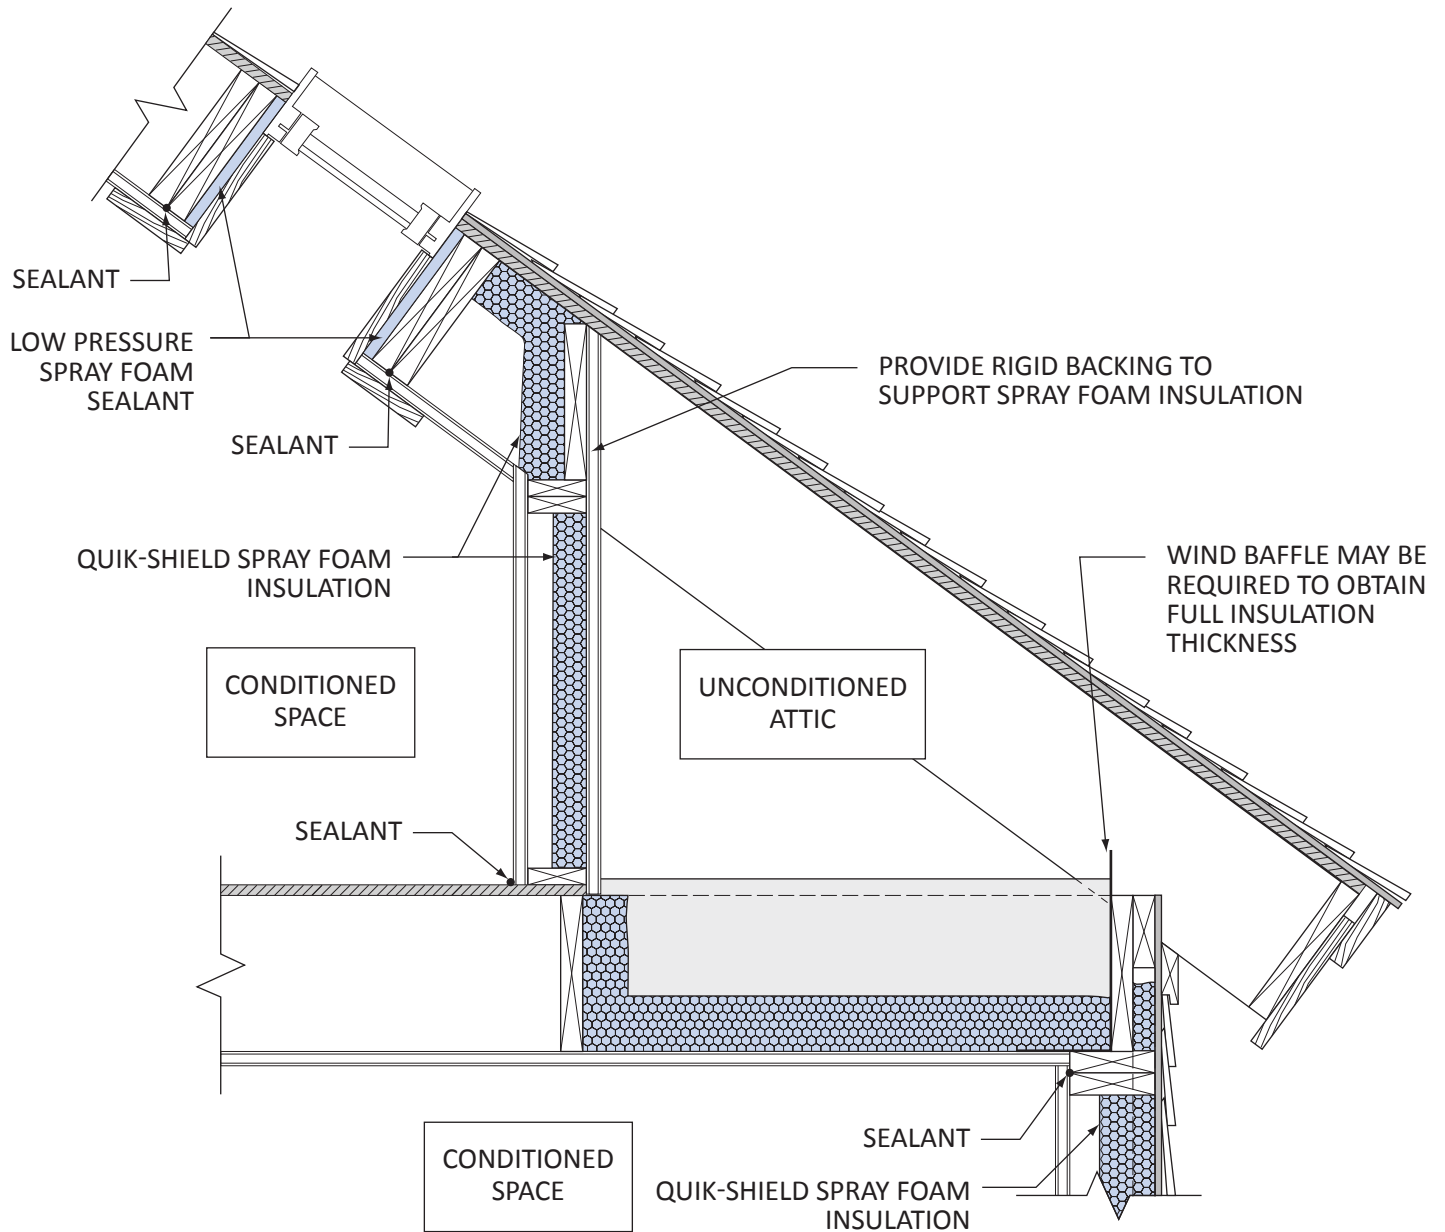 SEALANT
LOW PRESSURE
SPRAY FOAM
SEALANT
SEALANT
PROVIDE RIGID BACKING TO
SUPPORT SPRAY FOAM INSULATION
QUIK-SHIELD SPRAY FOAM
INSULATION
WIND BAFFLE MAY BE
REQUIRED TO OBTAIN
FULL INSULATION
THICKNESS
CONDITIONED
SPACE
UNCONDITIONED
ATTIC
SEALANT
SEALANT
CONDITIONED
SPACE
QUIK-SHIELD SPRAY FOAM
INSULATION